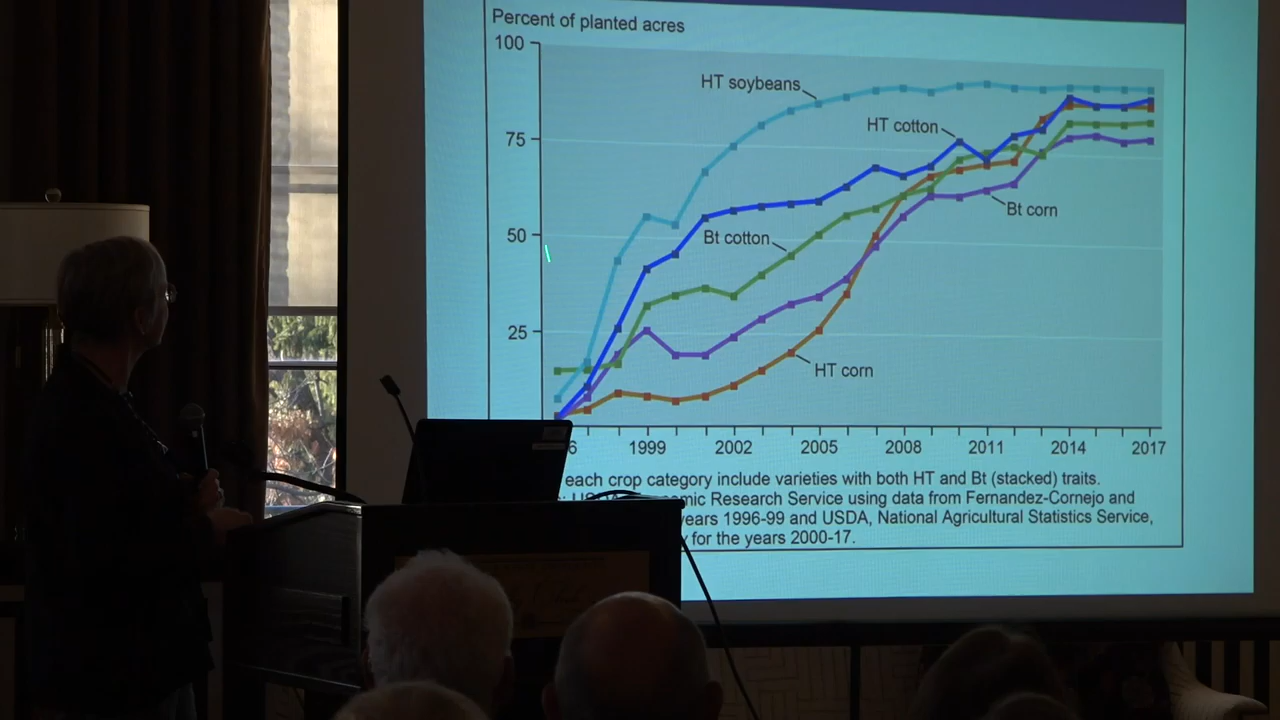 Percent of planted acres
100
HT soybeans
HT cotton
75
Bt corn
Bt cotton
50
25
HT corn
6 1999 2002 2005 2008 2011 2014 2017
each crop category include varieties with both HT and Bt (stacked) traits.
Research Service using data from Fernandez-Cornejo and
years 1996-99 and USDA, National Agricultural Statistics Service,
for the years 2000-17.